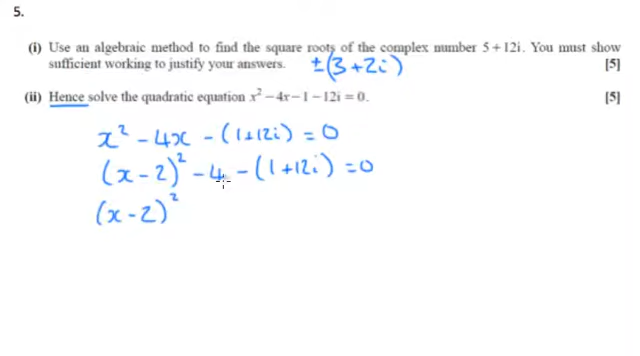 5.
(i) Use an algebraic method to find the square roots of the complex number 5 + 12i. You must show
sufficient working to justify your answers. ±(3+2i) [5]
(ii) Hence solve the quadratic equation x² − 4x − 1 − 12i = 0. [5]
x² − 4x − (1+12i) = 0
(x − 2)² − 4 − (1+12i) = 0
(x − 2)²